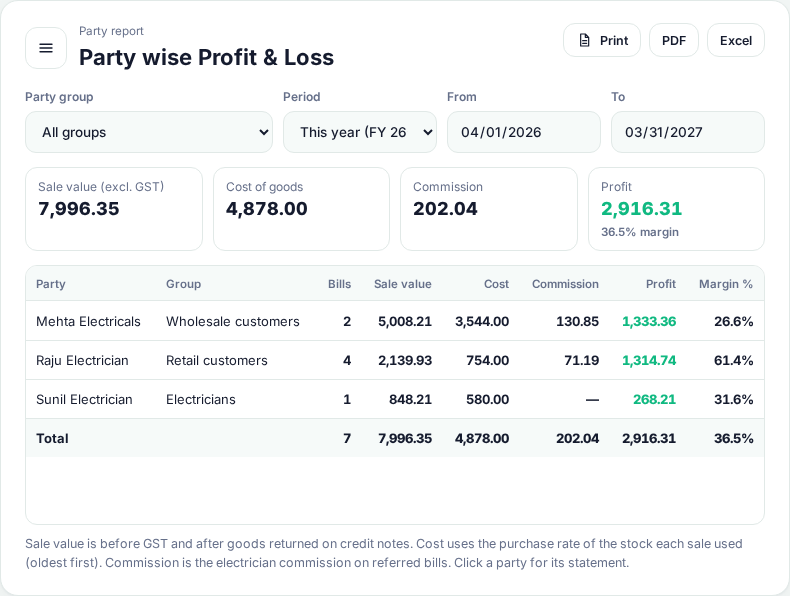 Party report
Party wise Profit & Loss
Print
PDF
Excel
Party group
Period
From
To
All groups
This year (FY 26
04/01/2026
03/31/2027
Sale value (excl. GST)
7,996.35
Cost of goods
4,878.00
Commission
202.04
Profit
2,916.31
36.5% margin
Party Group Bills Sale value Cost Commission Profit Margin %
Mehta Electricals Wholesale customers 2 5,008.21 3,544.00 130.85 1,333.36 26.6%
Raju Electrician Retail customers 4 2,139.93 754.00 71.19 1,314.74 61.4%
Sunil Electrician Electricians 1 848.21 580.00 — 268.21 31.6%
Total 7 7,996.35 4,878.00 202.04 2,916.31 36.5%
Sale value is before GST and after goods returned on credit notes. Cost uses the purchase rate of the stock each sale used
(oldest first). Commission is the electrician commission on referred bills. Click a party for its statement.